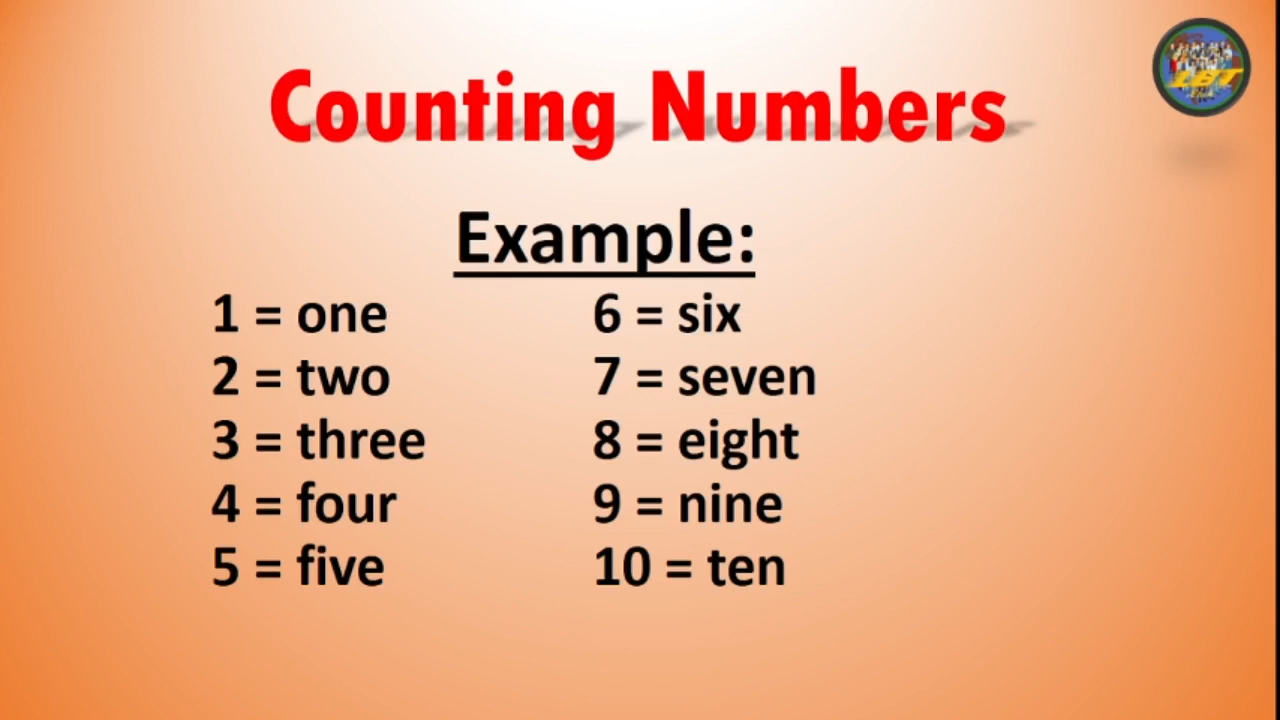 Counting Numbers
Example:
1 = one
2 = two
3 = three
4 = four
5 = five
6 = six
7 = seven
8 = eight
9 = nine
10 = ten